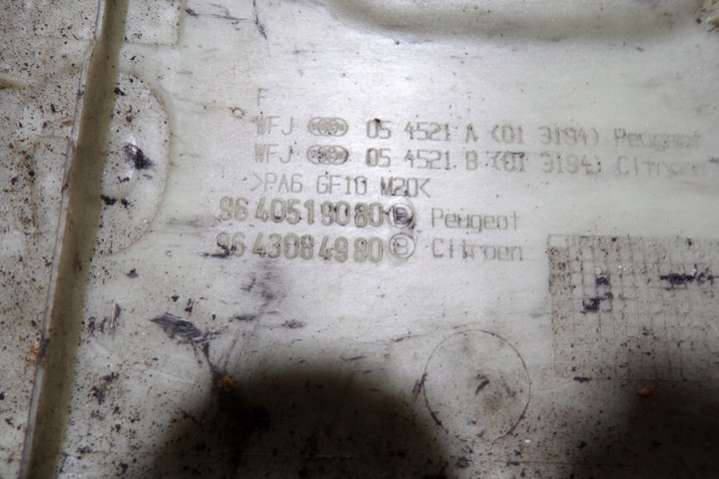 F
WFJ 05 4521 A (01 3194) Peugeot
WFJ 05 4521 B (01 3194) Citroen
>PA6 GF10 M20<
96 405190 80 Peugeot
96 430849 80 Citroen